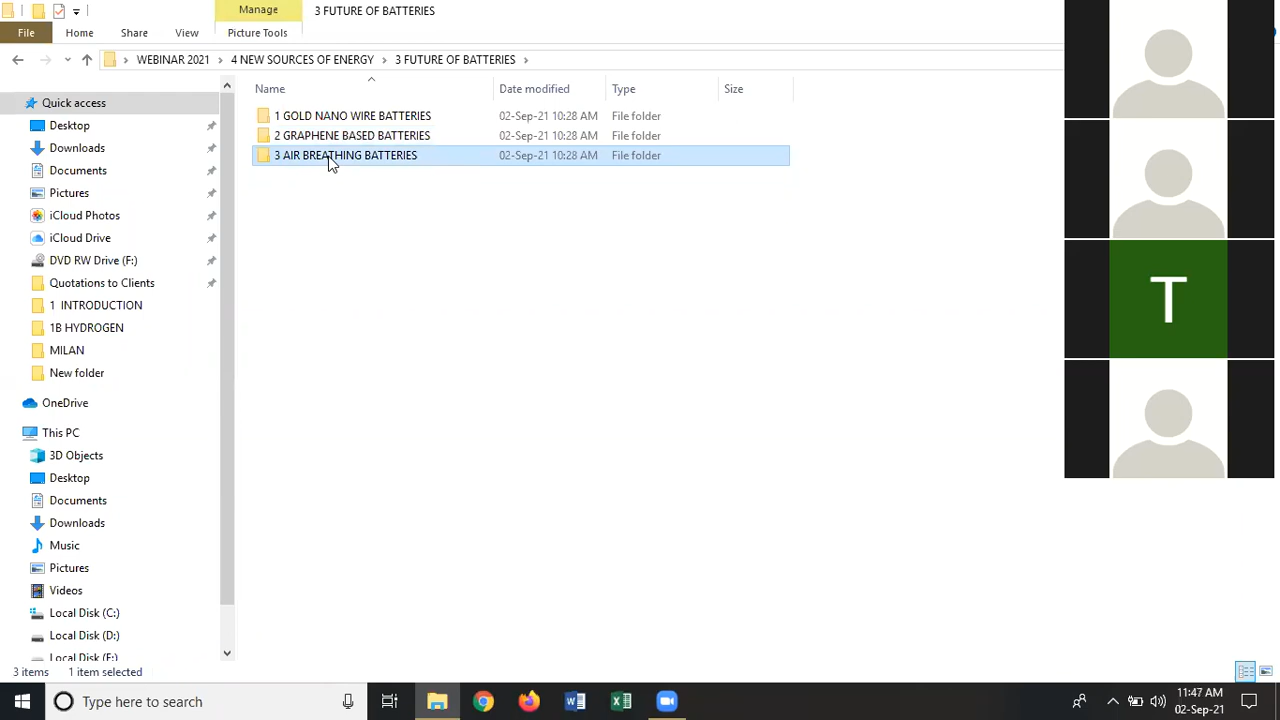 Manage
3 FUTURE OF BATTERIES
File
Home
Share
View
Picture Tools
WEBINAR 2021
4 NEW SOURCES OF ENERGY
3 FUTURE OF BATTERIES
Name
Date modified
Type
Size
1 GOLD NANO WIRE BATTERIES
02-Sep-21 10:28 AM
File folder
2 GRAPHENE BASED BATTERIES
02-Sep-21 10:28 AM
File folder
3 AIR BREATHING BATTERIES
02-Sep-21 10:28 AM
File folder
Quick access
Desktop
Downloads
Documents
Pictures
iCloud Photos
iCloud Drive
DVD RW Drive (F:)
Quotations to Clients
1 INTRODUCTION
1B HYDROGEN
MILAN
New folder
OneDrive
This PC
3D Objects
Desktop
Documents
Downloads
Music
Pictures
Videos
Local Disk (C:)
Local Disk (D:)
Local Disk (E:)
T
3 items
1 item selected
Type here to search
11:47 AM
02-Sep-21